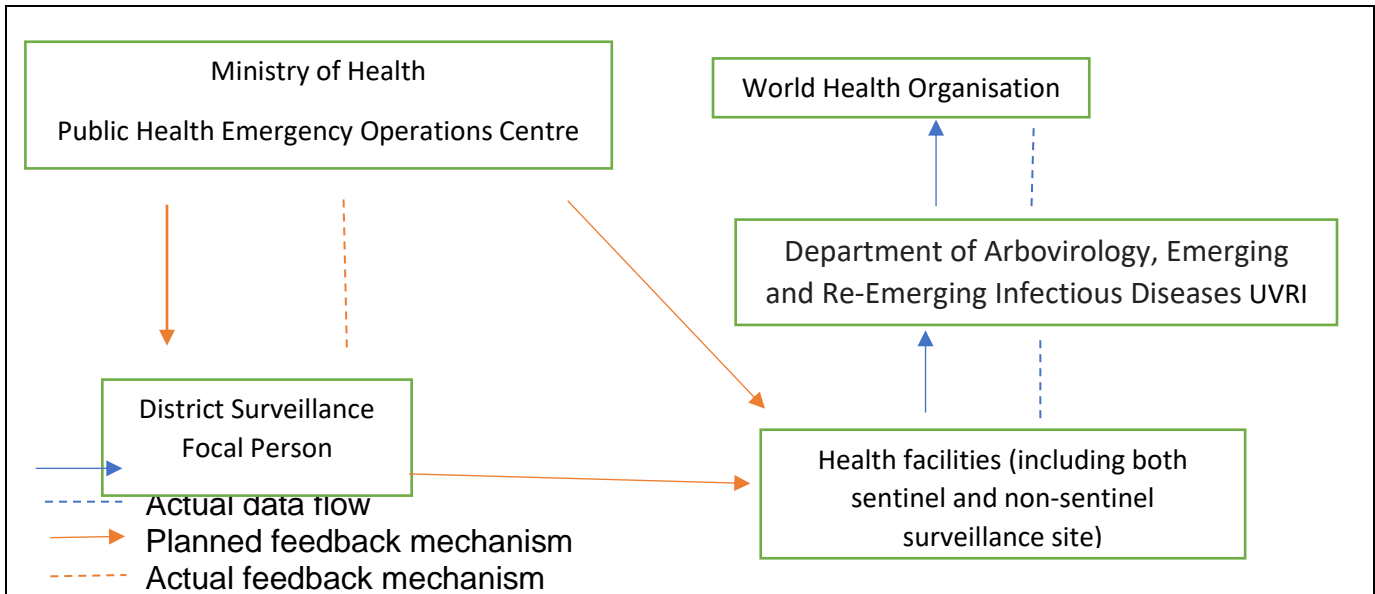 Ministry of Health
Public Health Emergency Operations Centre
World Health Organisation
Department of Arbovirology, Emerging
and Re-Emerging Infectious Diseases UVRI
District Surveillance
Focal Person
Health facilities (including both
sentinel and non-sentinel
surveillance site)
Actual data flow
Planned feedback mechanism
Actual feedback mechanism